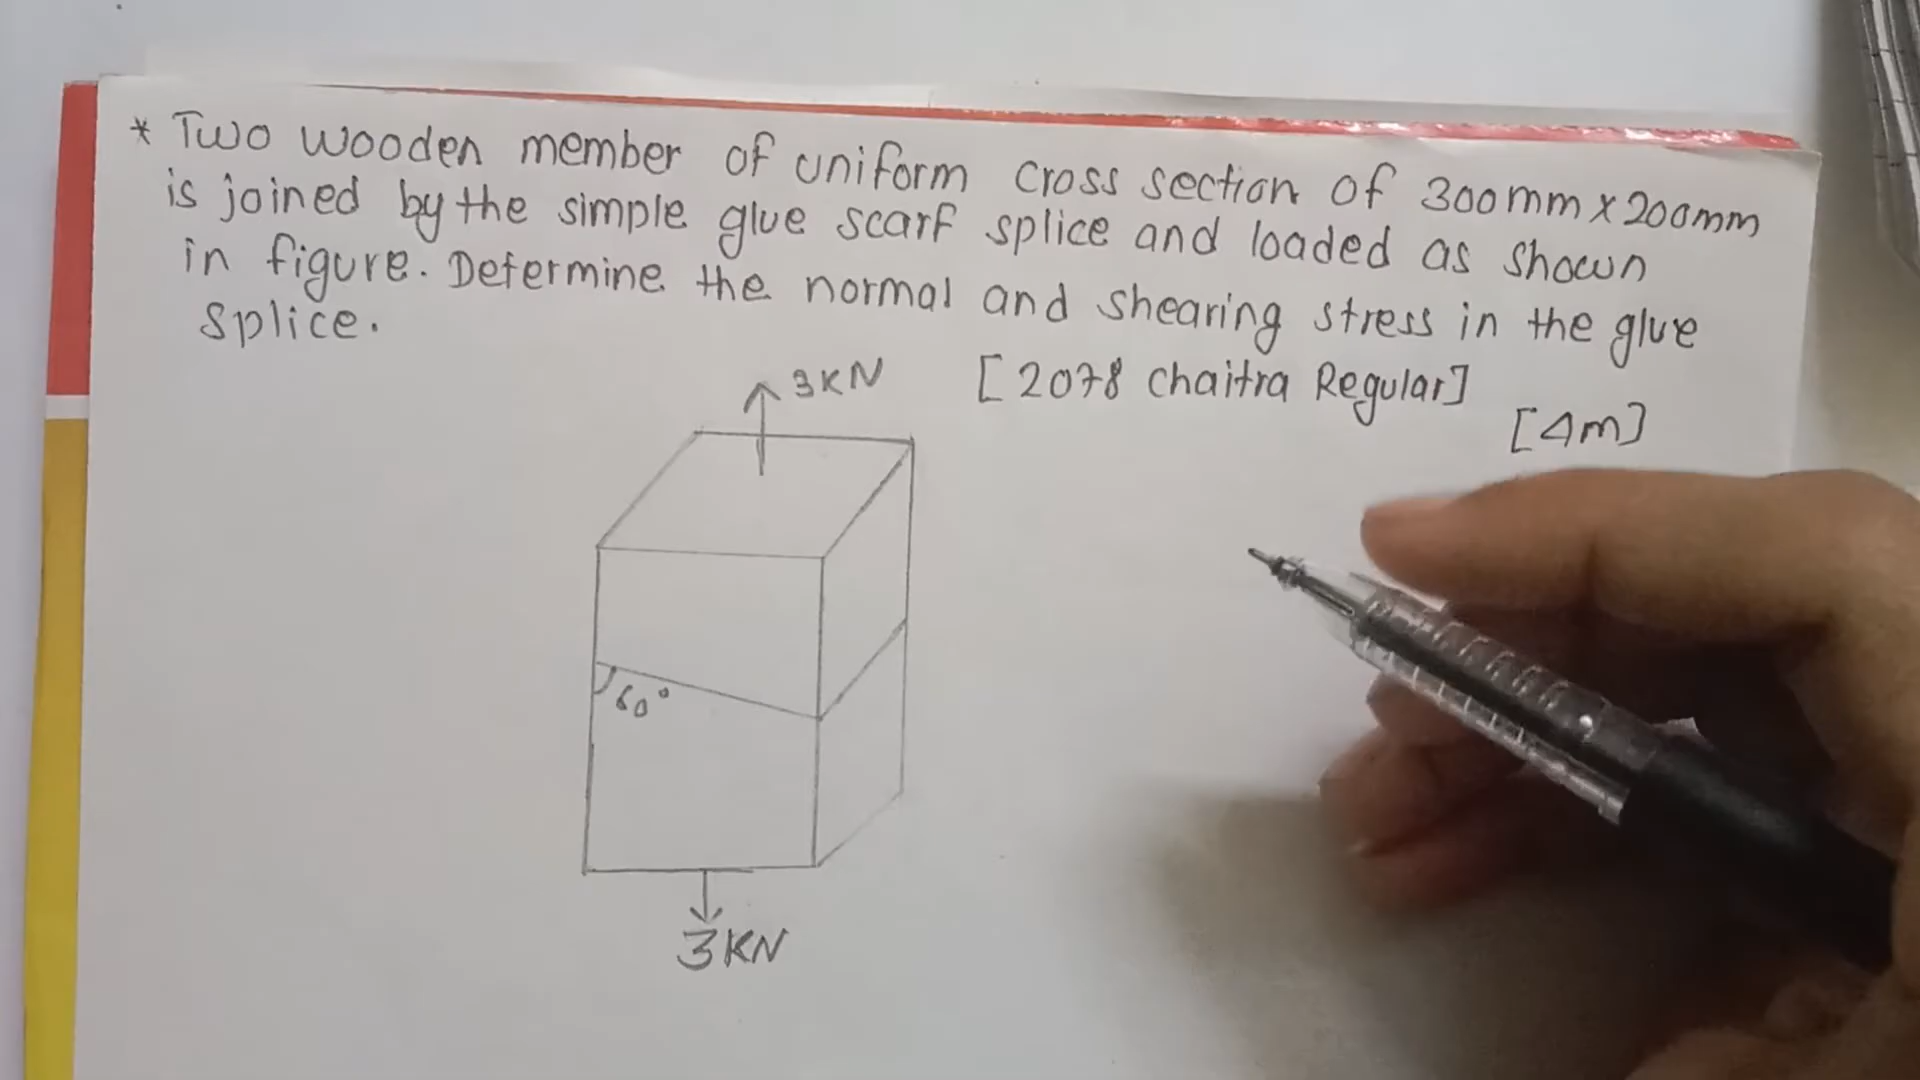 * Two wooden member of uniform cross section of 300mm x 200mm
is joined by the simple glue scarf splice and loaded as shown
in figure. Determine the normal and shearing stress in the glue
splice.
[2078 Chaitra Regular]
[4m]
3KN
60°
3KN